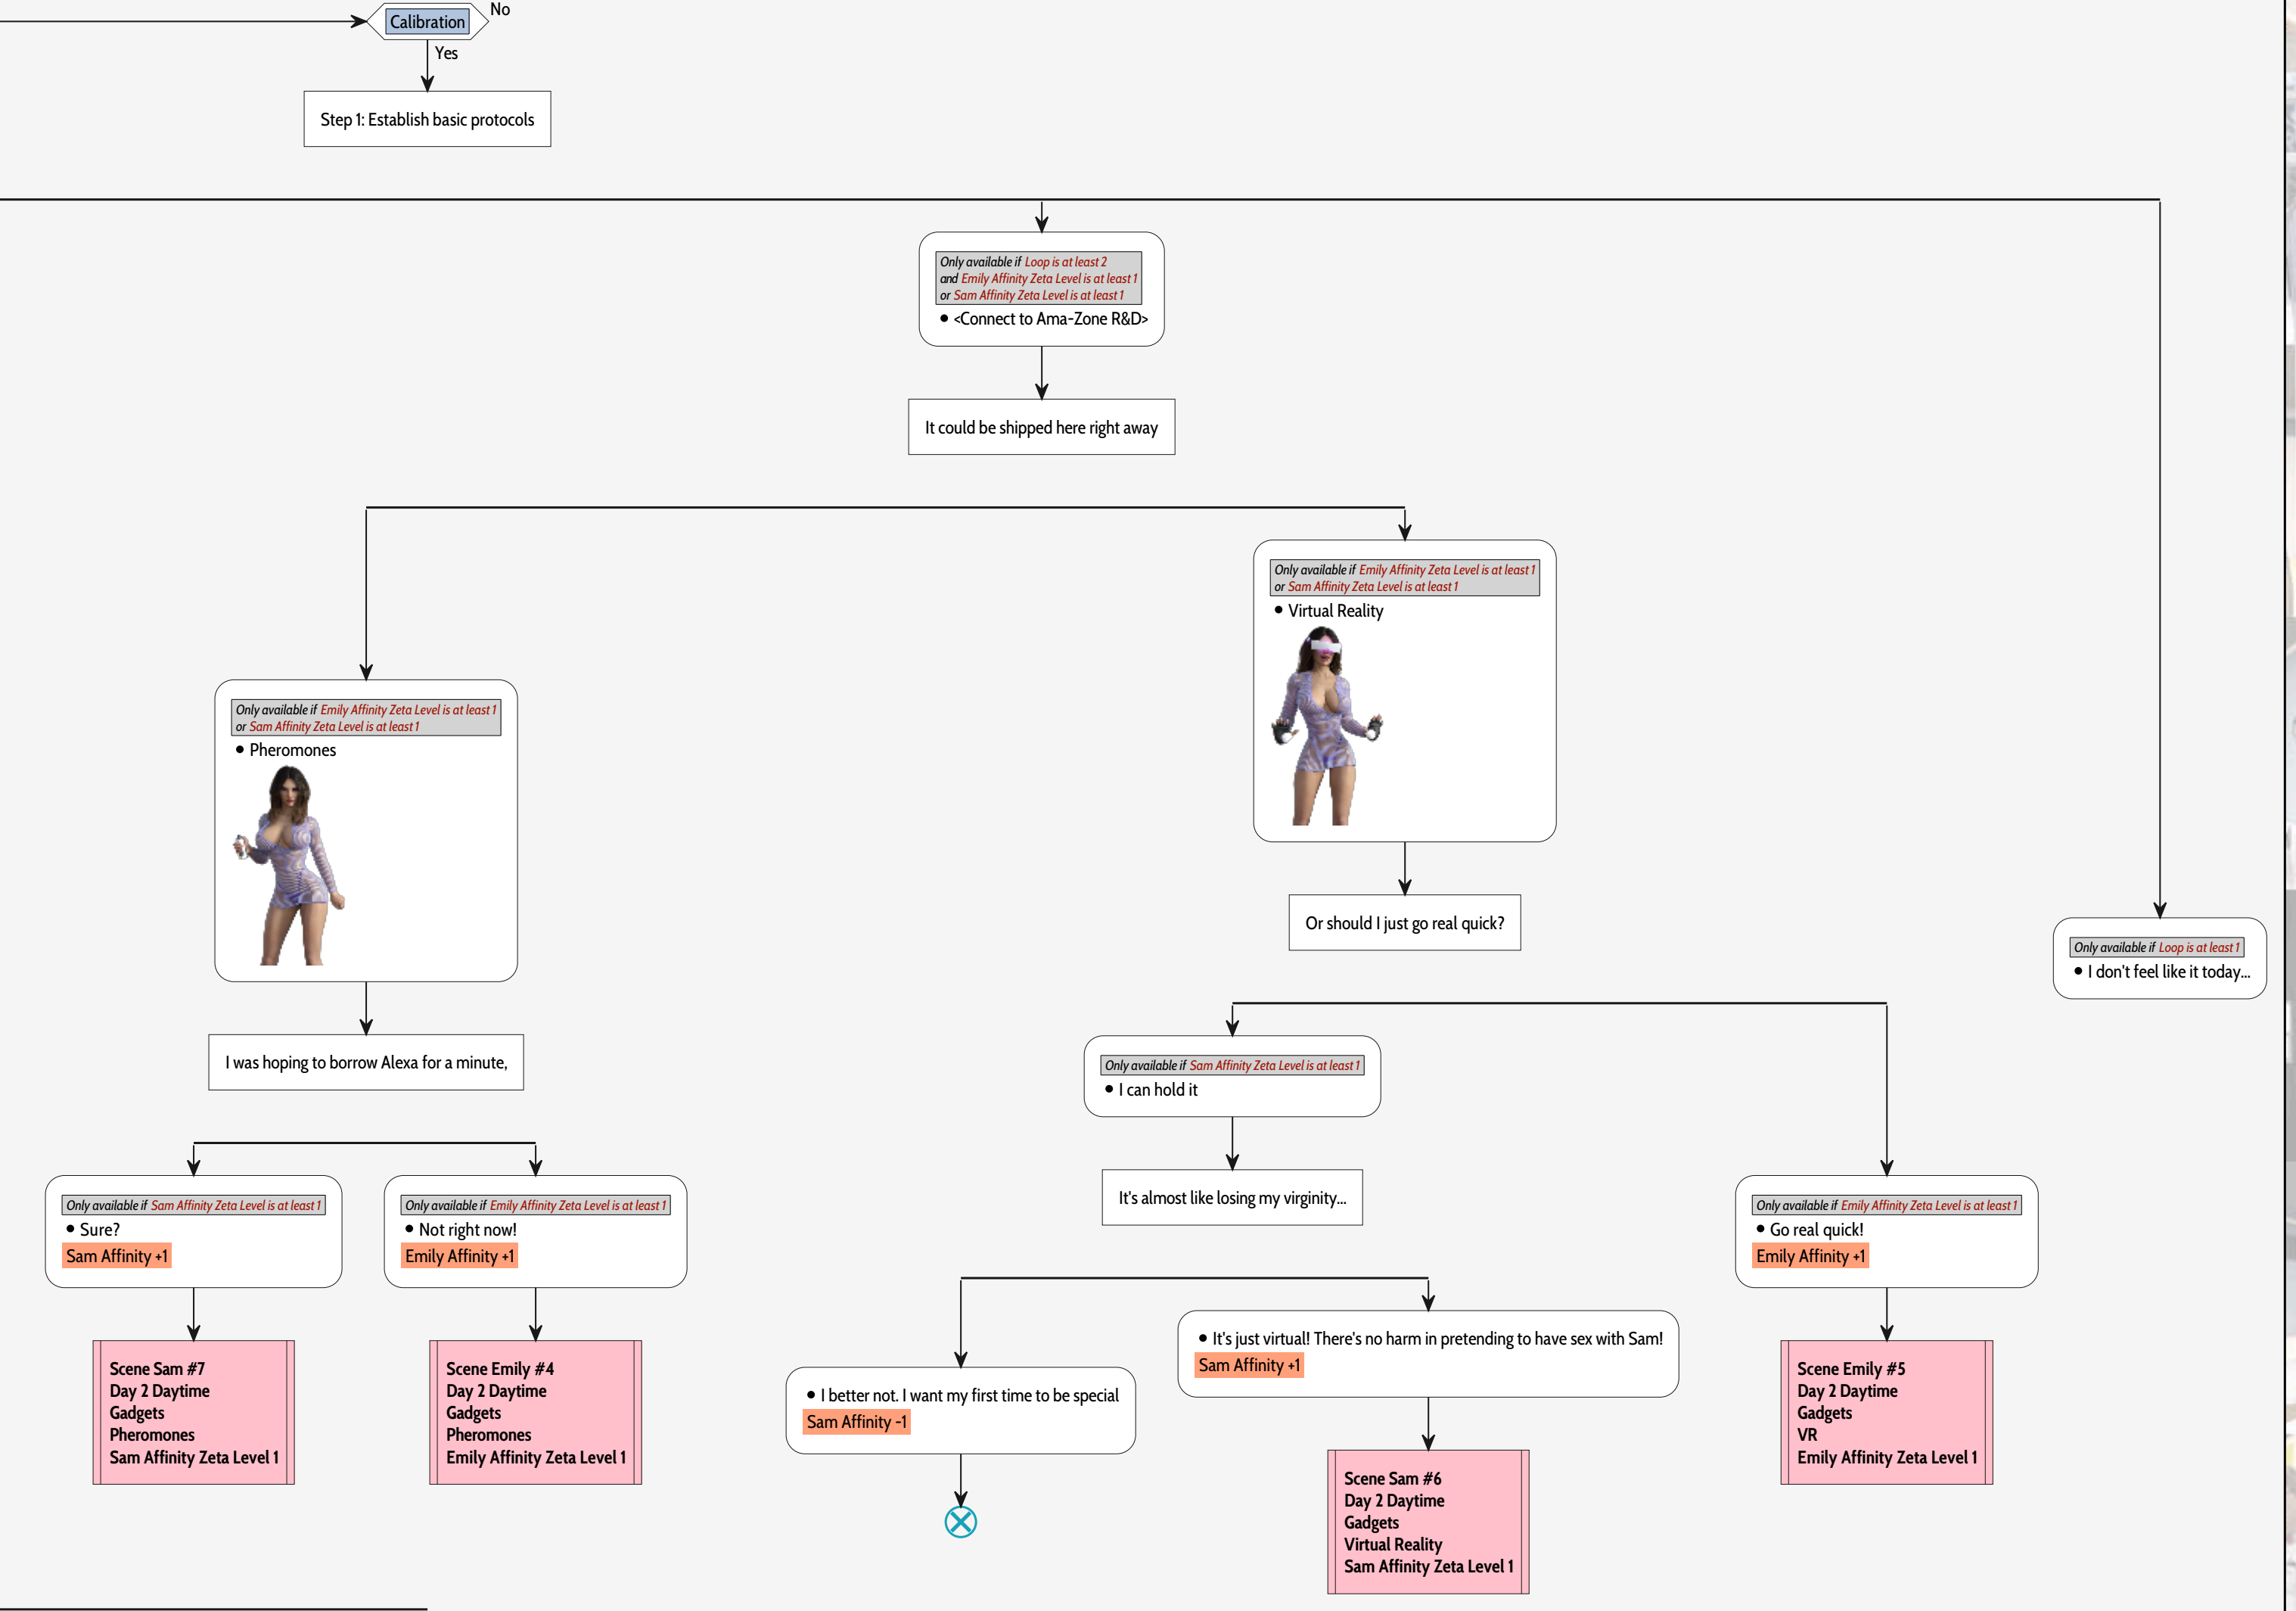 No
Calibration
Yes
Step 1: Establish basic protocols
Only available if Loop is at least 2
and Emily Affinity Zeta Level is at least 1
or Sam Affinity Zeta Level is at least 1
• <Connect to Ama-Zone R&D>
It could be shipped here right away
Only available if Emily Affinity Zeta Level is at least 1
or Sam Affinity Zeta Level is at least 1
• Virtual Reality
Only available if Emily Affinity Zeta Level is at least 1
or Sam Affinity Zeta Level is at least 1
• Pheromones
Or should I just go real quick?
Only available if Loop is at least 1
• I don't feel like it today...
I was hoping to borrow Alexa for a minute,
Only available if Sam Affinity Zeta Level is at least 1
• I can hold it
It's almost like losing my virginity...
Only available if Sam Affinity Zeta Level is at least 1
• Sure?
Sam Affinity +1
Only available if Emily Affinity Zeta Level is at least 1
• Not right now!
Emily Affinity +1
Only available if Emily Affinity Zeta Level is at least 1
• Go real quick!
Emily Affinity +1
• It's just virtual! There's no harm in pretending to have sex with Sam!
Sam Affinity +1
• I better not. I want my first time to be special
Sam Affinity -1
Scene Sam #7
Day 2 Daytime
Gadgets
Pheromones
Sam Affinity Zeta Level 1
Scene Emily #4
Day 2 Daytime
Gadgets
Pheromones
Emily Affinity Zeta Level 1
Scene Emily #5
Day 2 Daytime
Gadgets
VR
Emily Affinity Zeta Level 1
Scene Sam #6
Day 2 Daytime
Gadgets
Virtual Reality
Sam Affinity Zeta Level 1